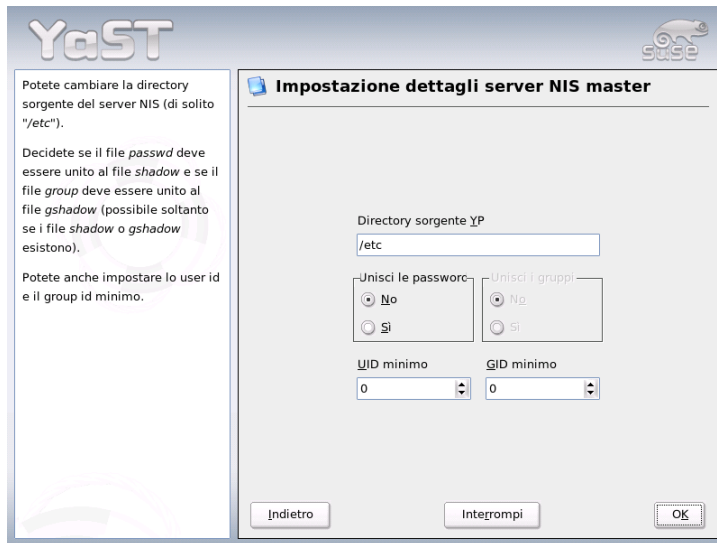 YaST
SUSE
Potete cambiare la directory
sorgente del server NIS (di solito
"/etc").
Decidete se il file passwd deve
essere unito al file shadow e se il
file group deve essere unito al
file gshadow (possibile soltanto
se i file shadow o gshadow
esistono).
Potete anche impostare lo user id
e il group id minimo.
Impostazione dettagli server NIS master
Directory sorgente YP
/etc
Unisci le password
No
Sì
Unisci i gruppi
No
Sì
UID minimo
0
GID minimo
0
Indietro
Interrompi
OK